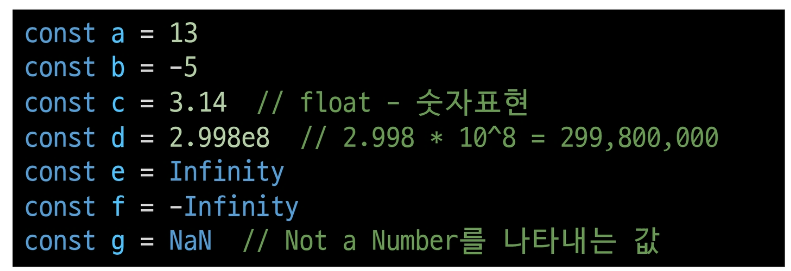 const a = 13
const b = -5
const c = 3.14  // float - 숫자표현
const d = 2.998e8  // 2.998 * 10^8 = 299,800,000
const e = Infinity
const f = -Infinity
const g = NaN  // Not a Number를 나타내는 값